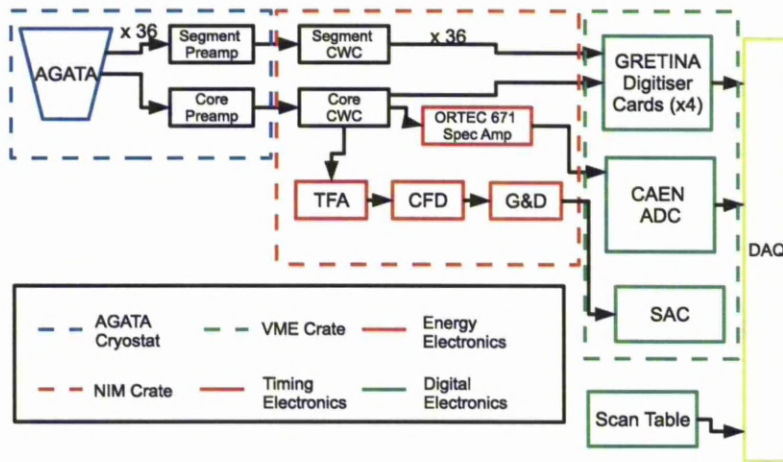 x 36
Segment
Preamp
Segment
CWC
x 36
AGATA
GRETINA
Digitiser
Cards (x4)
Core
Preamp
Core
CWC
ORTEC 671
Spec Amp
TFA
CFD
G&D
CAEN
ADC
DAQ
SAC
AGATA
Cryostat
VME Crate
Energy
Electronics
NIM Crate
Timing
Electronics
Digital
Electronics
Scan Table